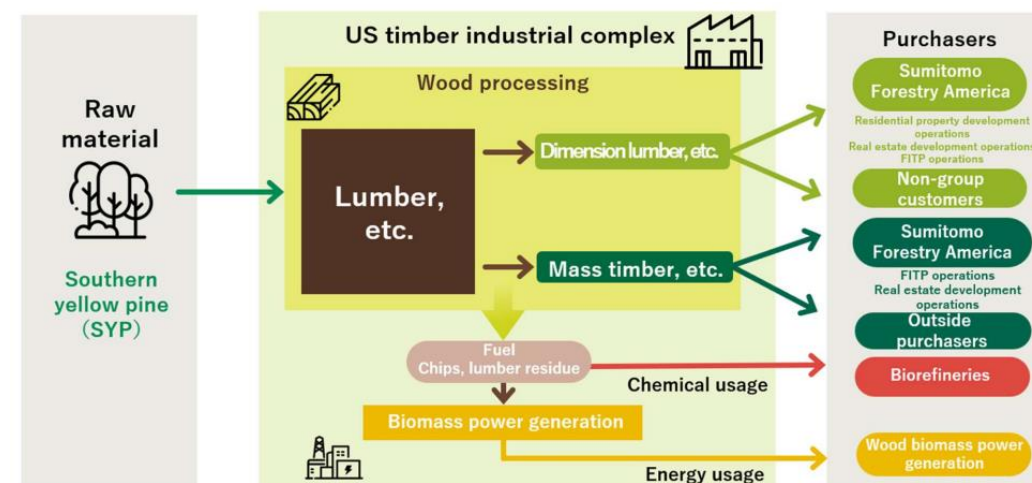 Raw
material
Southern
yellow pine
(SYP)
US timber industrial complex
Wood processing
Lumber,
etc.
Dimension lumber, etc.
Mass timber, etc.
Fuel
Chips, lumber residue
Chemical usage
Biomass power generation
Energy usage
Purchasers
Sumitomo
Forestry America
Residential property development
operations
Real estate development operations
FITP operations
Non-group
customers
Sumitomo
Forestry America
FITP operations
Real estate development
operations
Outside
purchasers
Biorefineries
Wood biomass power
generation